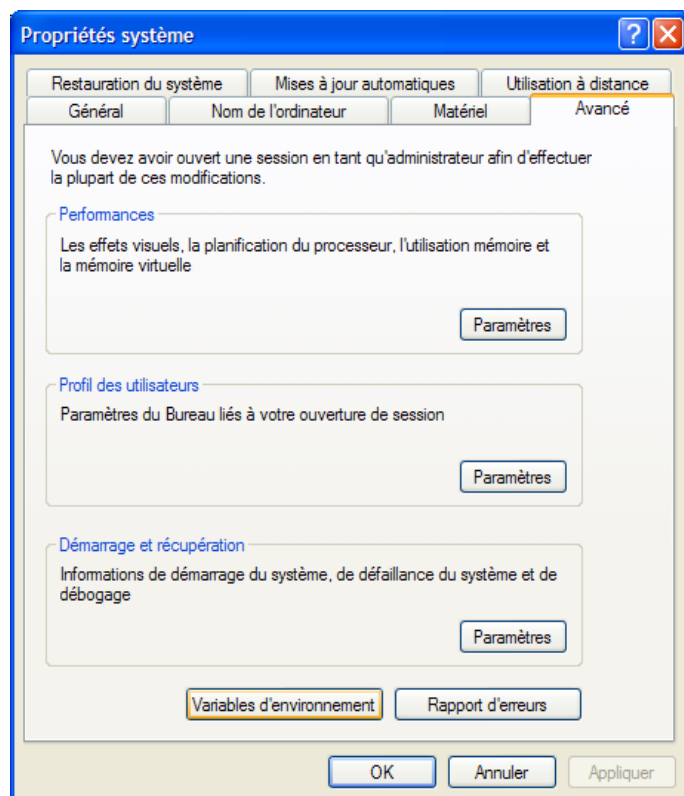 Propriétés système
Restauration du système Mises à jour automatiques Utilisation à distance
Général Nom de l'ordinateur Matériel Avancé
Vous devez avoir ouvert une session en tant qu'administrateur afin d'effectuer
la plupart de ces modifications.
Performances
Les effets visuels, la planification du processeur, l'utilisation mémoire et
la mémoire virtuelle
Paramètres
Profil des utilisateurs
Paramètres du Bureau liés à votre ouverture de session
Paramètres
Démarrage et récupération
Informations de démarrage du système, de défaillance du système et de
débogage
Paramètres
Variables d'environnement Rapport d'erreurs
OK Annuler Appliquer